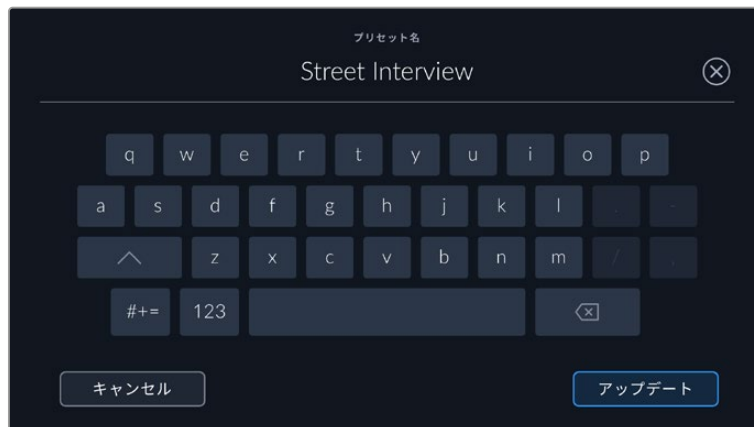 プリセット名
Street Interview
q w e r t y u i o p
a s d f g h j k l . -
z x c v b n m / ,
#+= 123
キャンセル アップデート